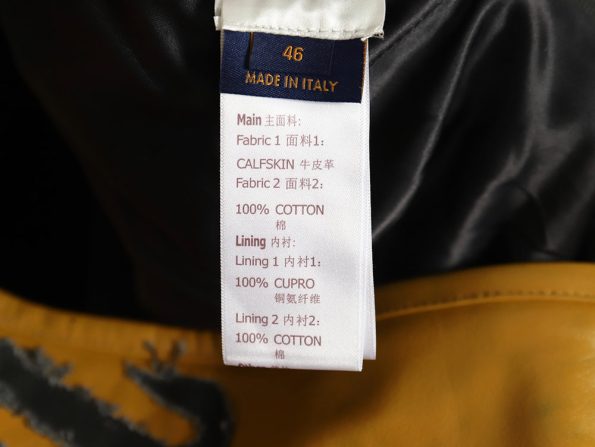 46
MADE IN ITALY
Main 主面料:
Fabric 1 面料1:
CALFSKIN 牛皮革
Fabric 2 面料2:
100% COTTON
棉
Lining 内衬:
Lining 1 内衬1:
100% CUPRO
铜氨纤维
Lining 2 内衬2:
100% COTTON
棉